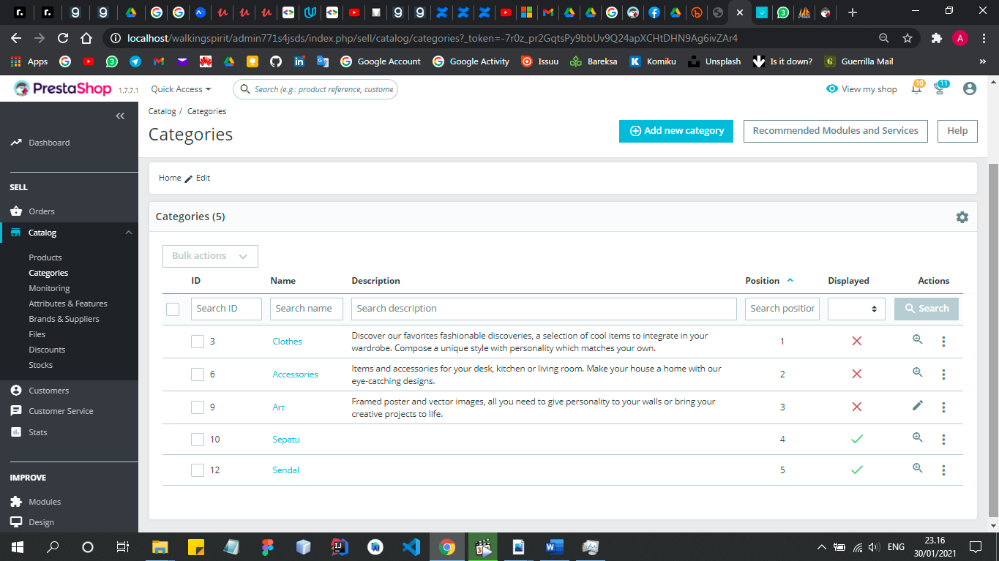 localhost/walkingspirit/admin771s4jsds/index.php/sell/catalog/categories?_token=-7r0z_pr2GqtsPy9bbUv9Q24apXCHtDHN9Ag6ivZAr4
A
Apps
3
Google Account
Google Activity
Issuu
Bareksa
Komiku
Unsplash
Is it down?
Guerrilla Mail
»
PrestaShop 1.7.7.1
Quick Access
Search (e.g.: product reference, custome
View my shop
10
11
Catalog / Categories
Categories
Add new category
Recommended Modules and Services
Help
Dashboard
SELL
Orders
Catalog
Products
Categories
Monitoring
Attributes & Features
Brands & Suppliers
Files
Discounts
Stocks
Customers
Customer Service
Stats
IMPROVE
Modules
Design
Home Edit
Categories (5)
Bulk actions
ID Name Description Position Displayed Actions
Search ID Search name Search description Search position Search
3 Clothes Discover our favorites fashionable discoveries, a selection of cool items to integrate in your
wardrobe. Compose a unique style with personality which matches your own. 1
6 Accessories Items and accessories for your desk, kitchen or living room. Make your house a home with our
eye-catching designs. 2
9 Art Framed poster and vector images, all you need to give personality to your walls or bring your
creative projects to life. 3
10 Sepatu 4
12 Sendal 5
ENG
23.16
30/01/2021